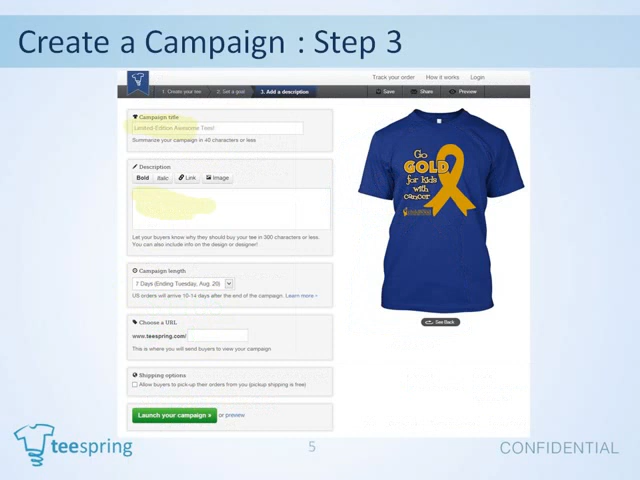 Create a Campaign : Step 3
Track your order How it works Login
1. Create your tee 2. Set a goal 3. Add a description Save Share Preview
Campaign title
Limited-Edition Awesome Tees!
Summarize your campaign in 40 characters or less
Description
Bold Italic Link Image
Let your buyers know why they should buy your tee in 300 characters or less.
You can also include info on the design or designer!
Campaign length
7 Days (Ending Tuesday, Aug. 20)
US orders will arrive 10-14 days after the end of the campaign. Learn more
Choose a URL
www.teespring.com/
This is where you will send buyers to view your campaign
Shipping options
Allow buyers to pick-up their orders from you (pickup shipping is free)
Launch your campaign » or preview
Go
GOLD
for kids
with
cancer
See Back
teespring
5
CONFIDENTIAL